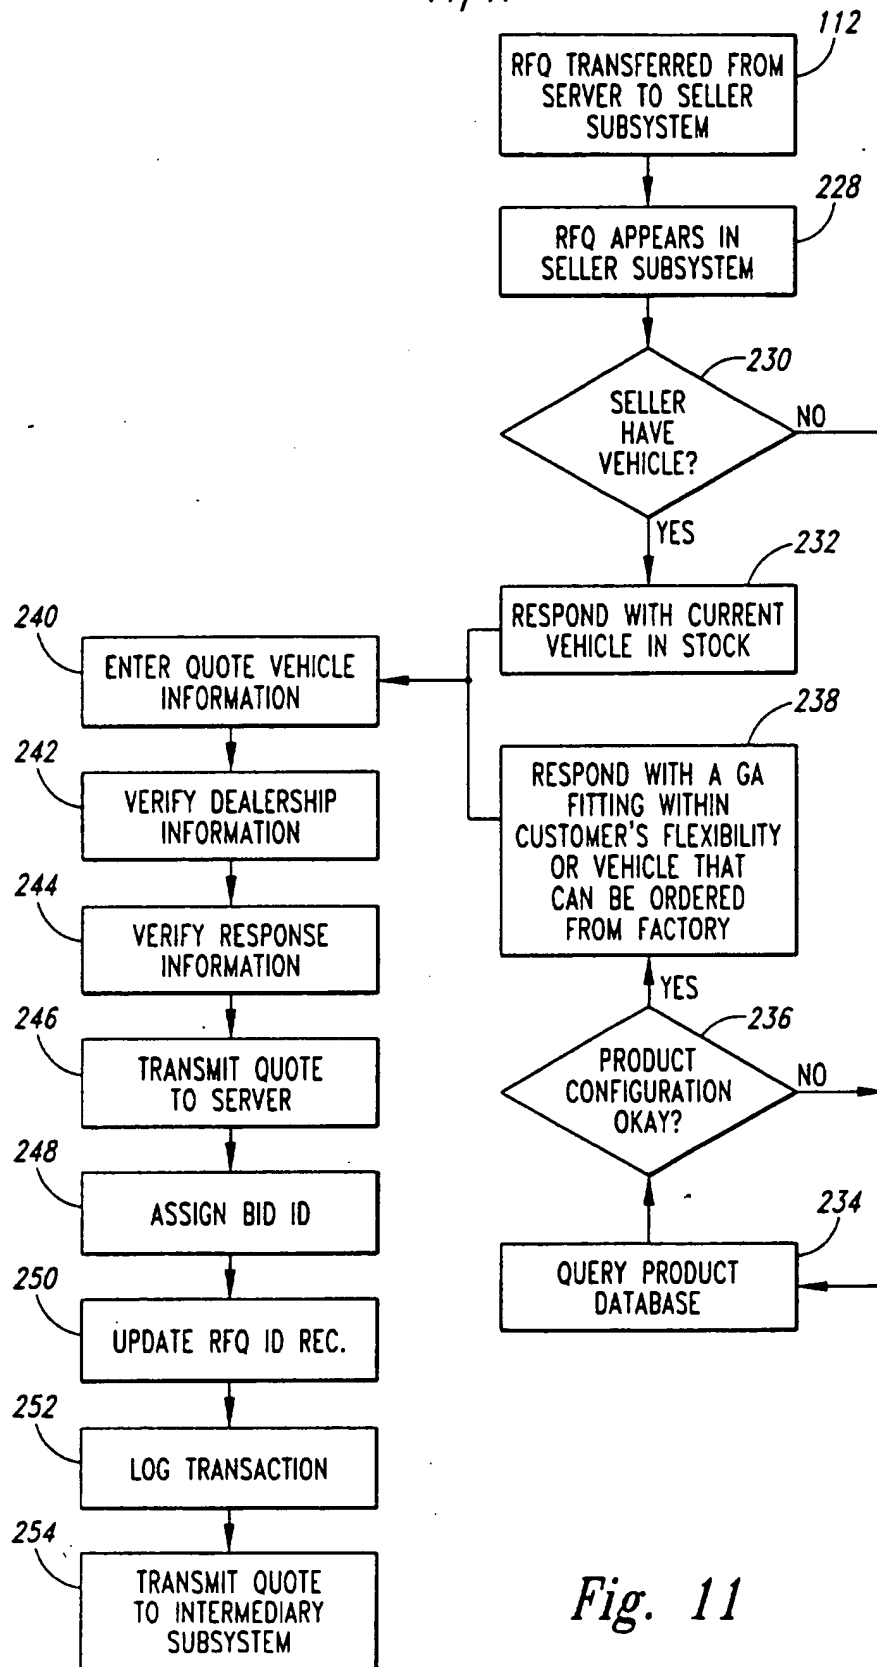 112
RFQ TRANSFERRED FROM
SERVER TO SELLER
SUBSYSTEM
228
RFQ APPEARS IN
SELLER SUBSYSTEM
230
SELLER
HAVE
VEHICLE?
NO
YES
232
RESPOND WITH CURRENT
VEHICLE IN STOCK
238
RESPOND WITH A GA
FITTING WITHIN
CUSTOMER'S FLEXIBILITY
OR VEHICLE THAT
CAN BE ORDERED
FROM FACTORY
YES
236
PRODUCT
CONFIGURATION
OKAY?
NO
234
QUERY PRODUCT
DATABASE
240
ENTER QUOTE VEHICLE
INFORMATION
242
VERIFY DEALERSHIP
INFORMATION
244
VERIFY RESPONSE
INFORMATION
246
TRANSMIT QUOTE
TO SERVER
248
ASSIGN BID ID
250
UPDATE RFQ ID REC.
252
LOG TRANSACTION
254
TRANSMIT QUOTE
TO INTERMEDIARY
SUBSYSTEM
Fig. 11